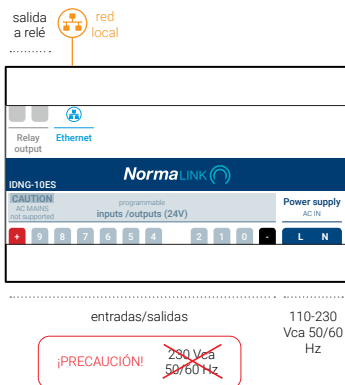 salida
a relé
red
local
Relay
output
Ethernet
NormaLINK
IDNG-10ES
CAUTION
AC MAINS
not supported
programmable
inputs /outputs (24V)
Power supply
AC IN
+ 9 8 7 6 5 4 2 1 0 - L N
entradas/salidas
110-230
Vca 50/60
Hz
¡PRECAUCIÓN!
230 Vca
50/60 Hz